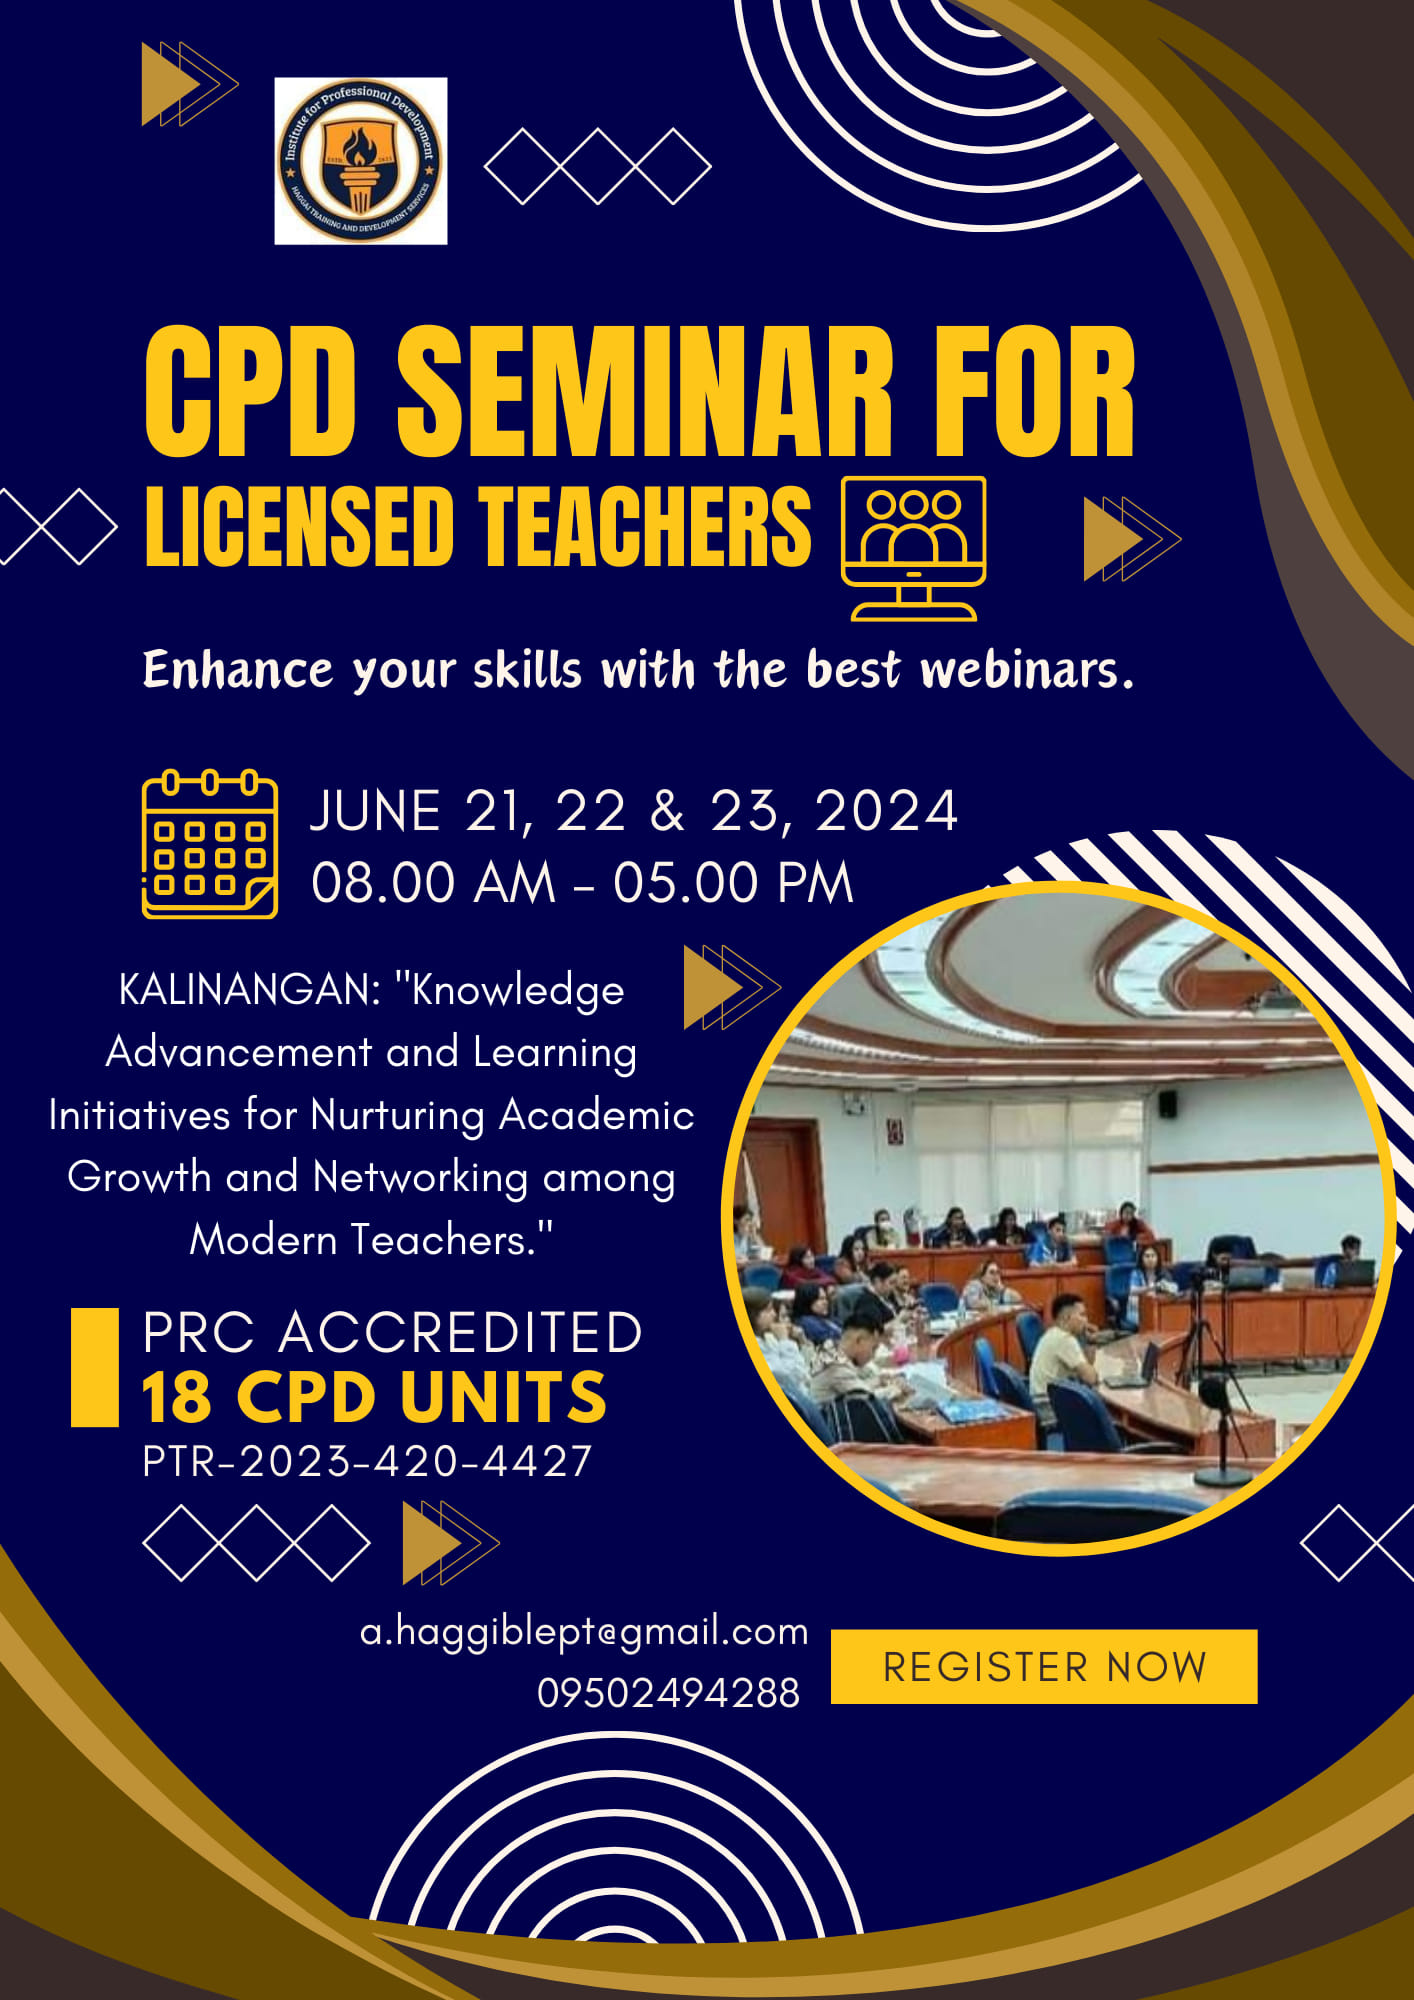 Institute for Professional Development
ESTD. 2023
HAGGAI TRAINING AND DEVELOPMENT SERVICES
CPD SEMINAR FOR
LICENSED TEACHERS
Enhance your skills with the best webinars.
JUNE 21, 22 & 23, 2024
08.00 AM - 05.00 PM
KALINANGAN: "Knowledge
Advancement and Learning
Initiatives for Nurturing Academic
Growth and Networking among
Modern Teachers."
PRC ACCREDITED
18 CPD UNITS
PTR-2023-420-4427
a.haggiblept@gmail.com
09502494288
REGISTER NOW